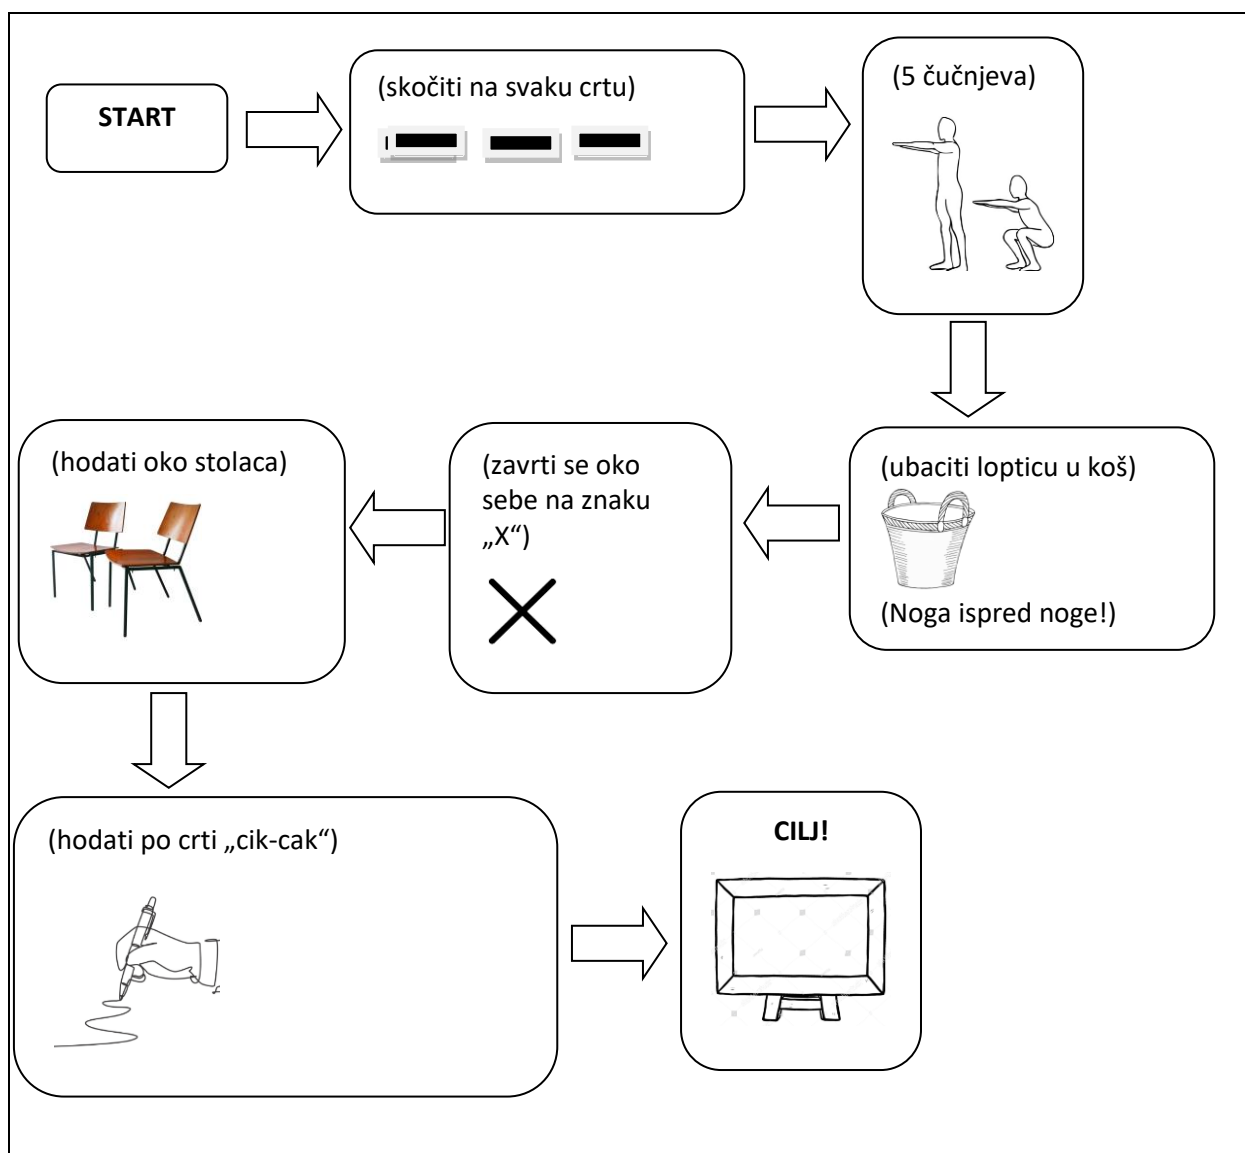 START
(skočiti na svaku crtu)
(5 čučnjeva)
(ubaciti lopticu u koš)
(Noga ispred noge!)
(zavrti se oko
sebe na znaku
„X“)
(hodati oko stolaca)
(hodati po crti „cik-cak“)
CILJ!